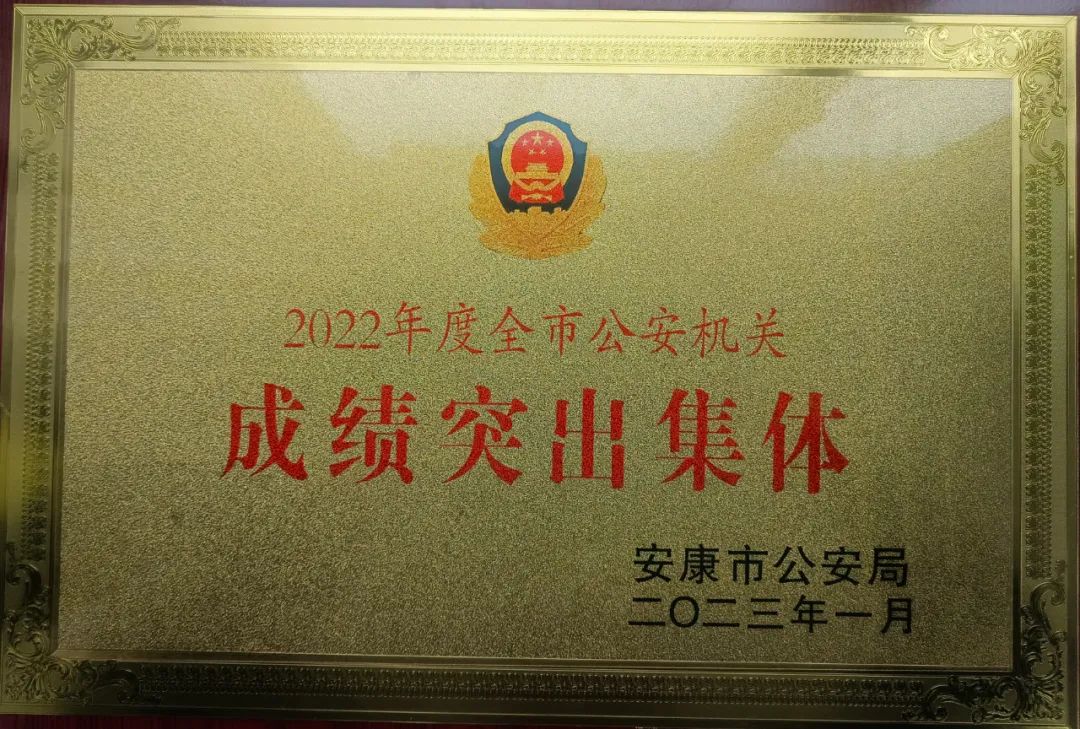 2022年度全市公安机关
成绩突出集体
安康市公安局
二〇二三年一月